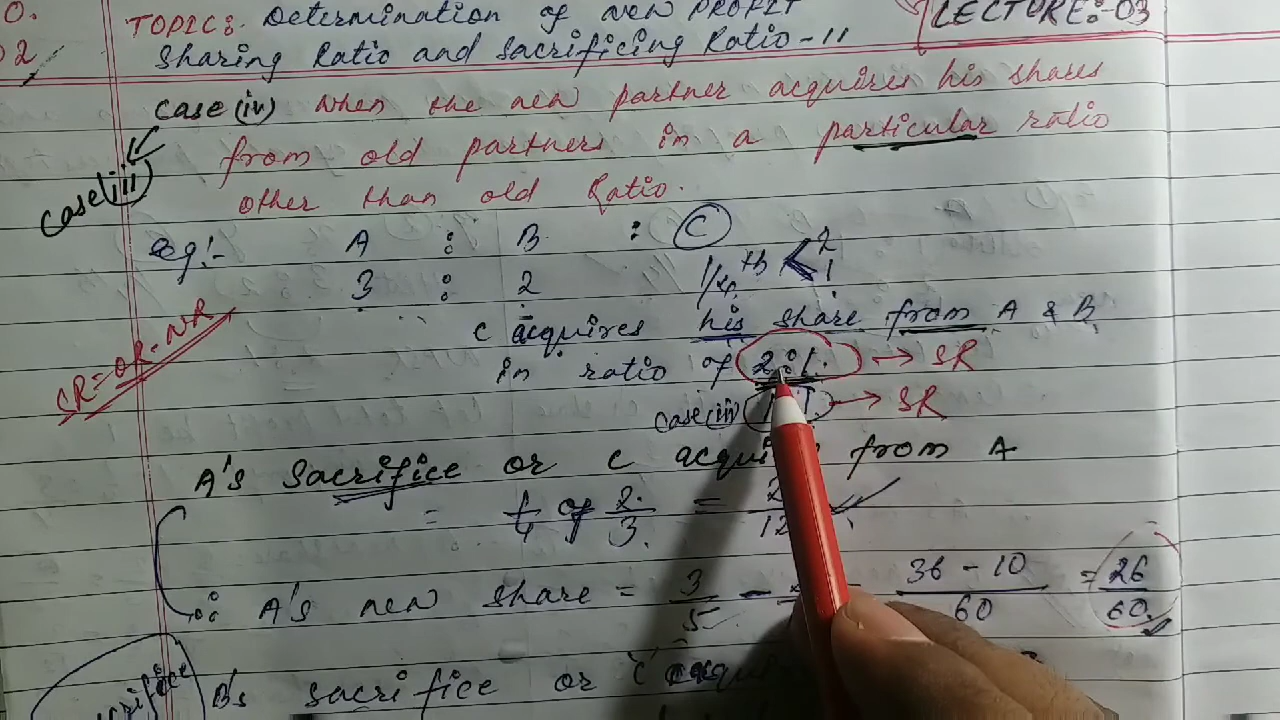 0.
02/
TOPIC: Determination of New PROFIT
LECTURE:-03
Sharing Ratio and Sacrificing Ratio-II
case(iv) When the new partner acquires his shares
from old partners in a particular ratio
case(iii)
other than old Ratio.
eg:- A : B : C
3 : 2 1/4th < 2 1
c acquires his share from A & B
SR = OR - NR
in ratio of 2:1. → SR
case(iii) → SR
A's Sacrifice or c from A
= 1/4 of 2/3. =
∴ A's new share = 3/5 - 36 - 10/60 = 26/60
B's sacrifice or